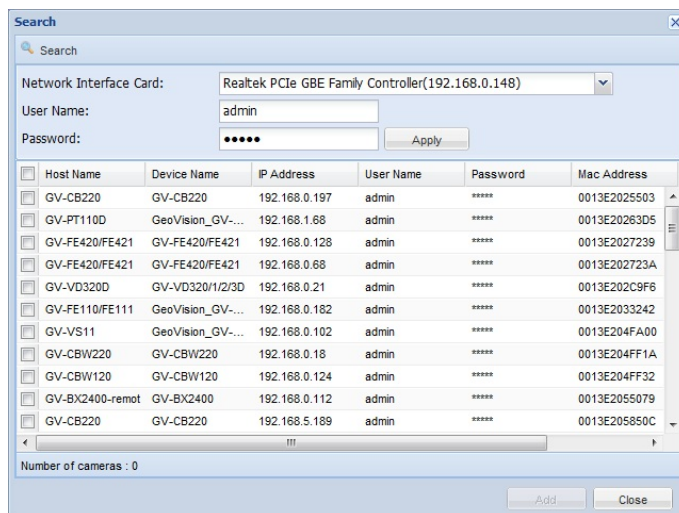 Search
Search
Network Interface Card: Realtek PCIe GBE Family Controller(192.168.0.148)
User Name: admin
Password: ●●●●● Apply
Host Name Device Name IP Address User Name Password Mac Address
GV-CB220 GV-CB220 192.168.0.197 admin ***** 0013E2025503
GV-PT110D GeoVision_GV-... 192.168.1.68 admin ***** 0013E20263D5
GV-FE420/FE421 GV-FE420/FE421 192.168.0.128 admin ***** 0013E2027239
GV-FE420/FE421 GV-FE420/FE421 192.168.0.68 admin ***** 0013E202723A
GV-VD320D GV-VD320/1/2/3D 192.168.0.21 admin ***** 0013E202C9F6
GV-FE110/FE111 GeoVision_GV-... 192.168.0.182 admin ***** 0013E2033242
GV-VS11 GeoVision_GV-... 192.168.0.102 admin ***** 0013E204FA00
GV-CBW220 GV-CBW220 192.168.0.18 admin ***** 0013E204FF1A
GV-CBW120 GV-CBW120 192.168.0.124 admin ***** 0013E204FF32
GV-BX2400-remot GV-BX2400 192.168.0.112 admin ***** 0013E2055079
GV-CB220 GV-CB220 192.168.5.189 admin ***** 0013E205850C
Number of cameras : 0
Add Close